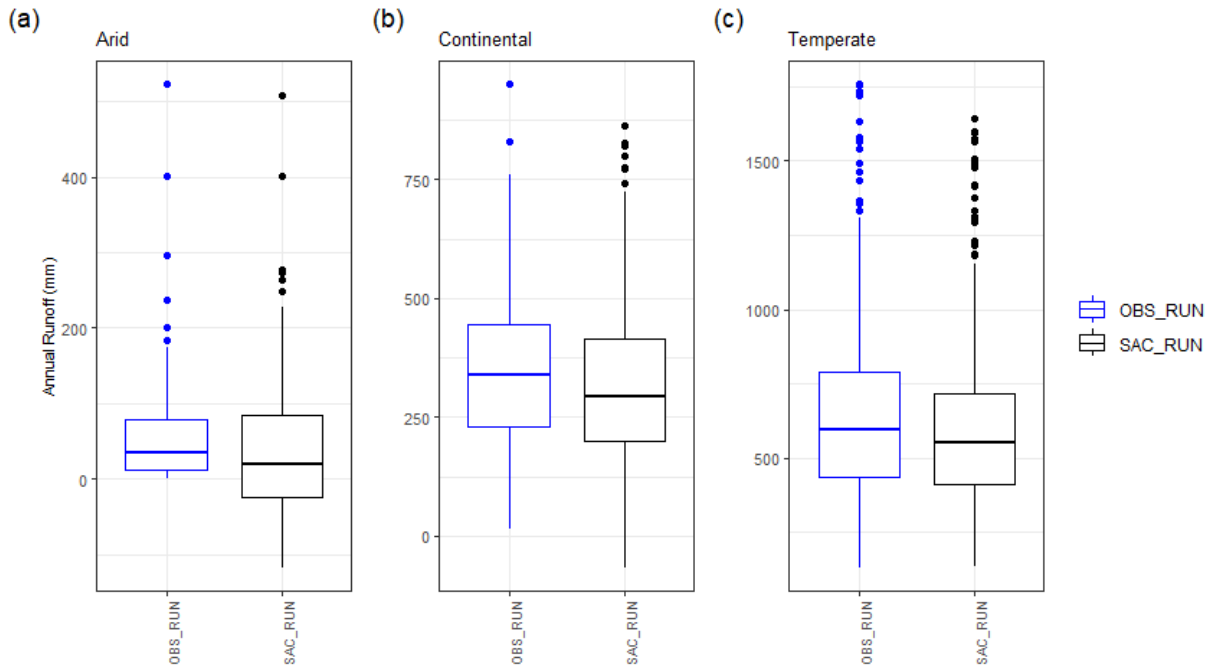 (a)
Arid
Annual Runoff (mm)
400
200
0
OBS_RUN
SAC_RUN
(b)
Continental
750
500
250
0
OBS_RUN
SAC_RUN
(c)
Temperate
1500
1000
500
OBS_RUN
SAC_RUN
OBS_RUN
SAC_RUN